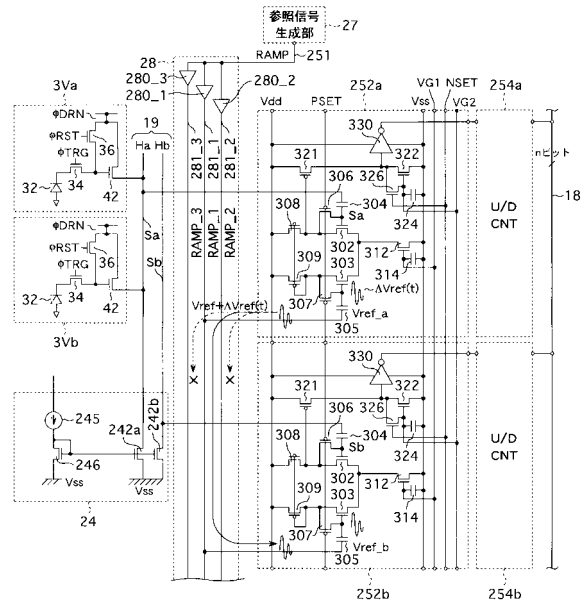 参照信号
生成部
27
RAMP
251
28
280_3
280_1
280_2
252a
VG1
NSET
254a
Vdd
PSET
Vss
VG2
3Va
19
Ha
Hb
φDRN
φRST
φTRG
36
32
34
42
281_3
281_1
281_2
RAMP_3
RAMP_1
RAMP_2
330
321
322
326
306
304
324
308
Sa
302
312
309
303
314
307
ΔVref(t)
305
Vref_a
nビット
18
U/D
CNT
Sa
Sb
φDRN
φRST
φTRG
36
32
34
42
3Vb
Vref+ΔVref(t)
×
×
330
321
322
326
306
304
324
308
Sb
302
312
309
303
314
307
305
Vref_b
U/D
CNT
245
242b
242a
246
Vss
Vss
24
252b
254b